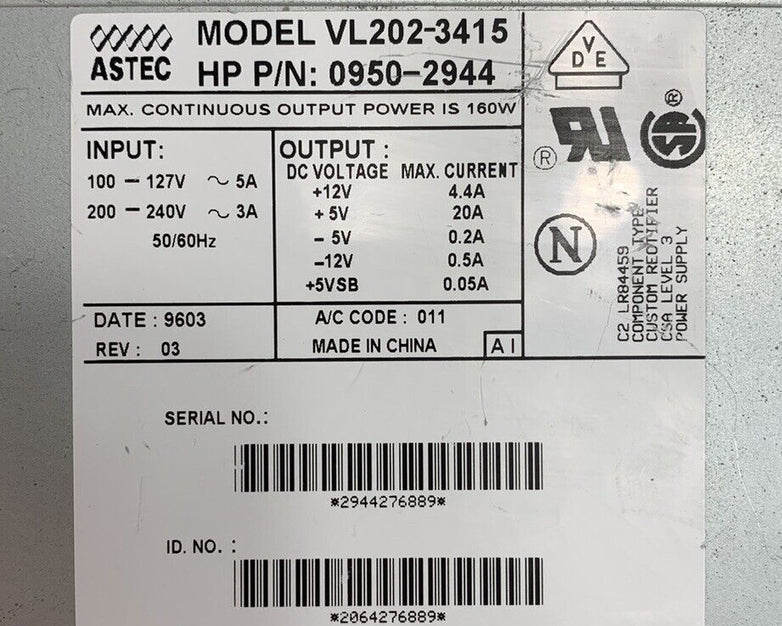 ASTEC
MODEL VL202-3415
HP P/N: 0950-2944
MAX. CONTINUOUS OUTPUT POWER IS 160W
INPUT:
100 – 127V ~ 5A
200 – 240V ~ 3A
50/60Hz
OUTPUT :
DC VOLTAGE MAX. CURRENT
+12V 4.4A
+ 5V 20A
- 5V 0.2A
-12V 0.5A
+5VSB 0.05A
DATE : 9603
REV : 03
A/C CODE : 011
MADE IN CHINA
A I
VDE
® RU
SA ®
N
C2 LR84459
COMPONENT TYPE
CUSTOM RECTIFIER
CSA LEVEL 3
POWER SUPPLY
SERIAL NO.:
*2944276889*
ID. NO. :
*2064276889*